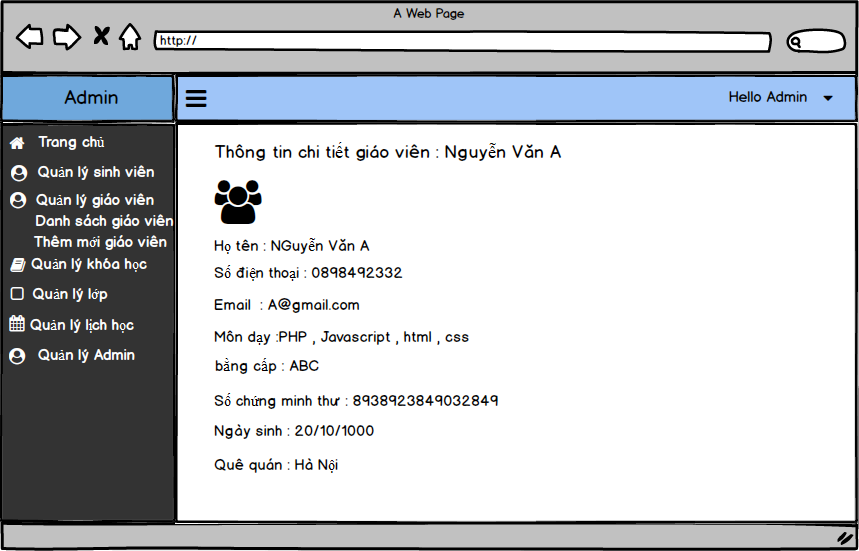 A Web Page
http://
Admin
Hello Admin
Trang chủ
Quản lý sinh viên
Quản lý giáo viên
Danh sách giáo viên
Thêm mới giáo viên
Quản lý khóa học
Quản lý lớp
Quản lý lịch học
Quản lý Admin
Thông tin chi tiết giáo viên : Nguyễn Văn A
Họ tên : NGuyễn Văn A
Số điện thoại : 0898492332
Email : A@gmail.com
Môn dạy :PHP , Javascript , html , css
bằng cấp : ABC
Số chứng minh thư : 8938923849032849
Ngày sinh : 20/10/1000
Quê quán : Hà Nội